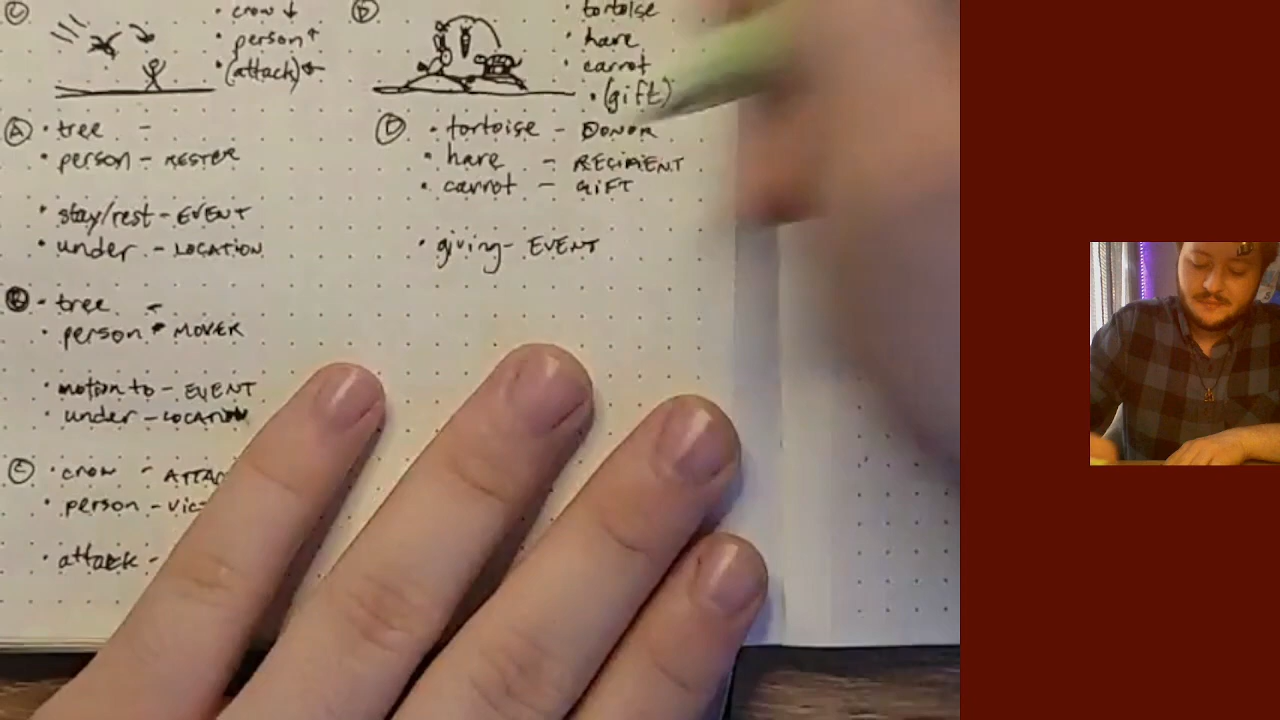 C
• crow ↓
• person ↑
• (attack) ←
D
• tortoise
• hare
• carrot
• (gift)
A • tree -
• person - RESTER
• stay/rest - EVENT
• under - LOCATION
B • tree -
• person - MOVER
• motion to - EVENT
• under - LOCATION
C • crow - ATTAC
• person - VIC
• attack -
D • tortoise - DONOR
• hare - RECIPIENT
• carrot - GIFT
• giving - EVENT